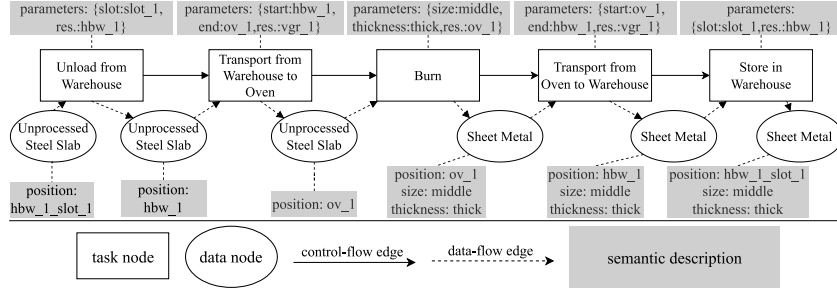 parameters: {slot:slot_1,
res.:hbw_1}
parameters: {start:hbw_1,
end:ov_1,res.:vgr_1}
parameters: {size:middle,
thickness:thick,res.:ov_1}
parameters: {start:ov_1,
end:hbw_1,res.:vgr_1}
parameters:
{slot:slot_1,res.:hbw_1}
Unload from
Warehouse
Transport from
Warehouse to
Oven
Burn
Transport from
Oven to Warehouse
Store in
Warehouse
Unprocessed
Steel Slab
Unprocessed
Steel Slab
Unprocessed
Steel Slab
Sheet Metal
Sheet Metal
Sheet Metal
position:
hbw_1_slot_1
position:
hbw_1
position: ov_1
position: ov_1
size: middle
thickness: thick
position: hbw_1
size: middle
thickness: thick
position: hbw_1_slot_1
size: middle
thickness: thick
task node
data node
control-flow edge
data-flow edge
semantic description